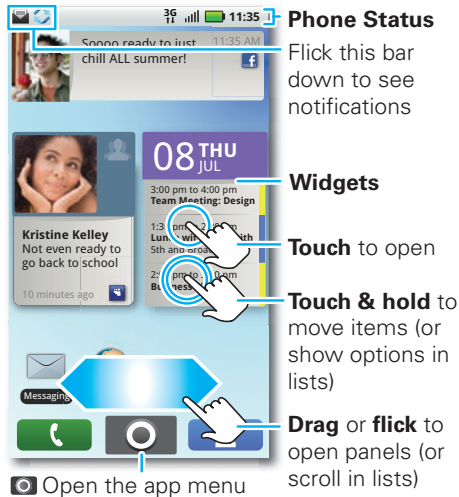 3G 11:35
Phone Status
Flick this bar
down to see
notifications
Soooo ready to just
chill ALL summer!
11:35 AM
f
08 THU
JUL
3:00 pm to 4:00 pm
Team Meeting: Design
5th and
Widgets
Touch to open
Kristine Kelley
Not even ready to
go back to school
10 minutes ago
Touch & hold to
move items (or
show options in
lists)
Messaging
Drag or flick to
open panels (or
scroll in lists)
Open the app menu